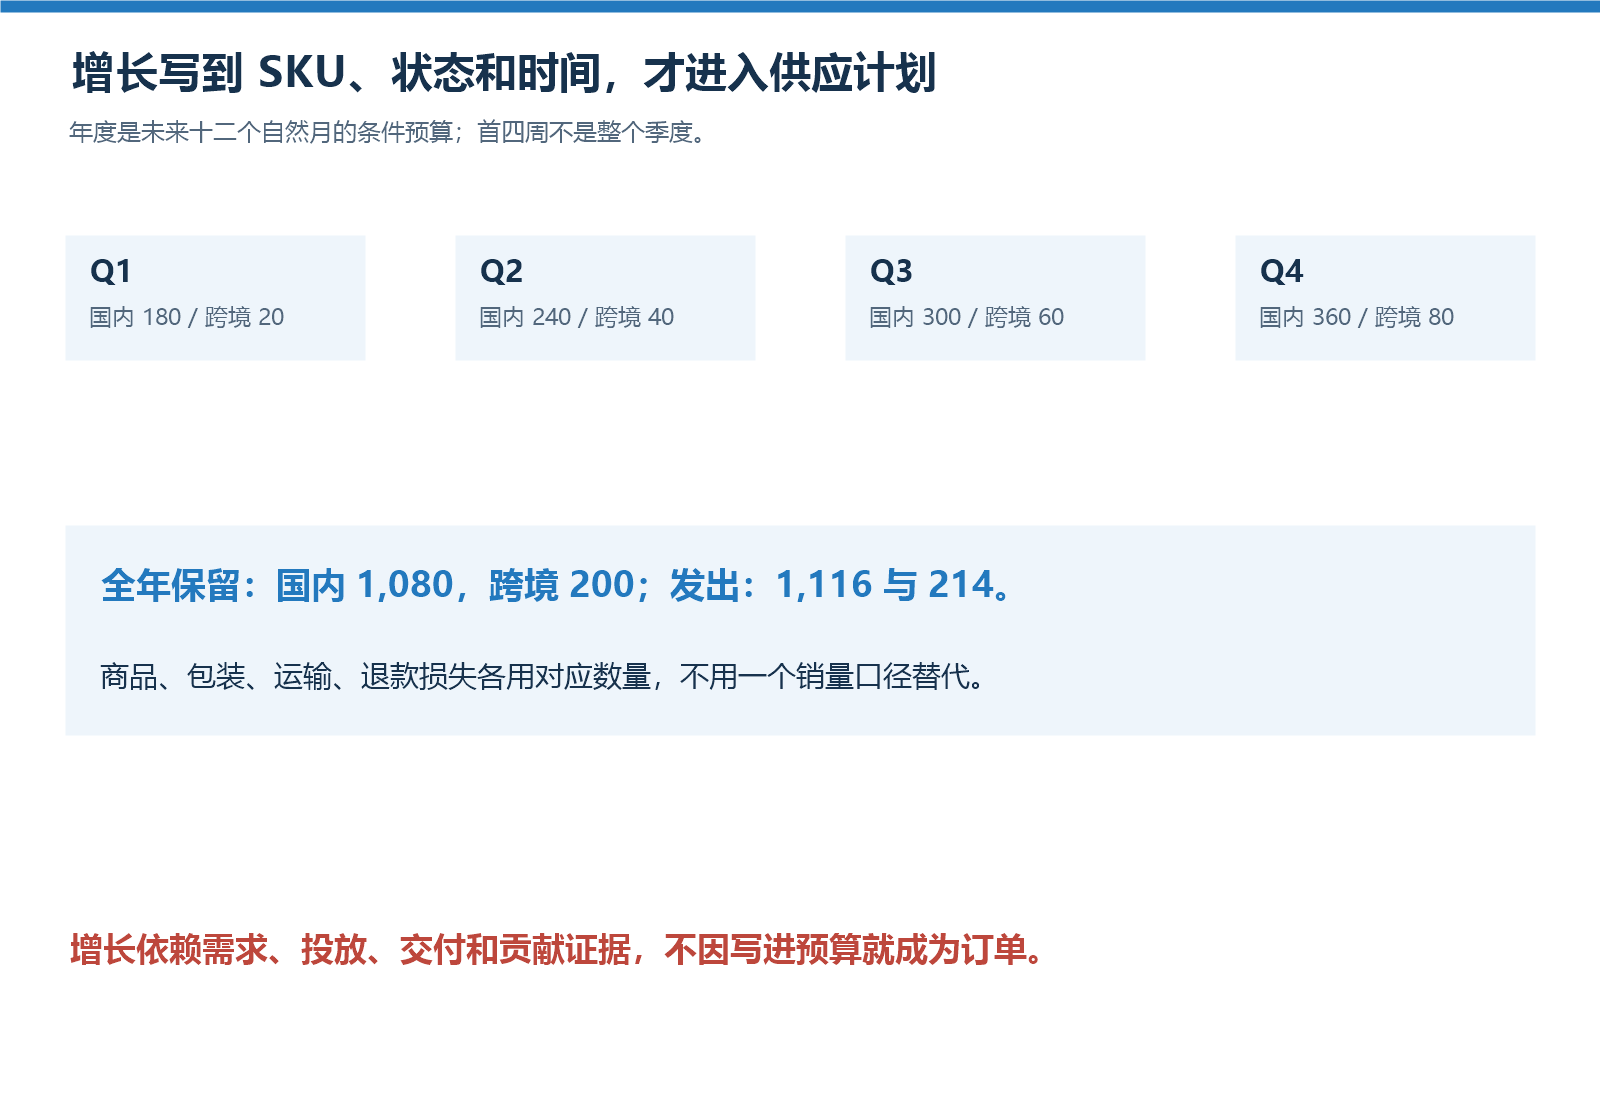 增长写到 SKU、状态和时间，才进入供应计划
年度是未来十二个自然月的条件预算；首四周不是整个季度。
Q1
国内 180 / 跨境 20
Q2
国内 240 / 跨境 40
Q3
国内 300 / 跨境 60
Q4
国内 360 / 跨境 80
全年保留：国内 1,080，跨境 200；发出：1,116 与 214。
商品、包装、运输、退款损失各用对应数量，不用一个销量口径替代。
增长依赖需求、投放、交付和贡献证据，不因写进预算就成为订单。